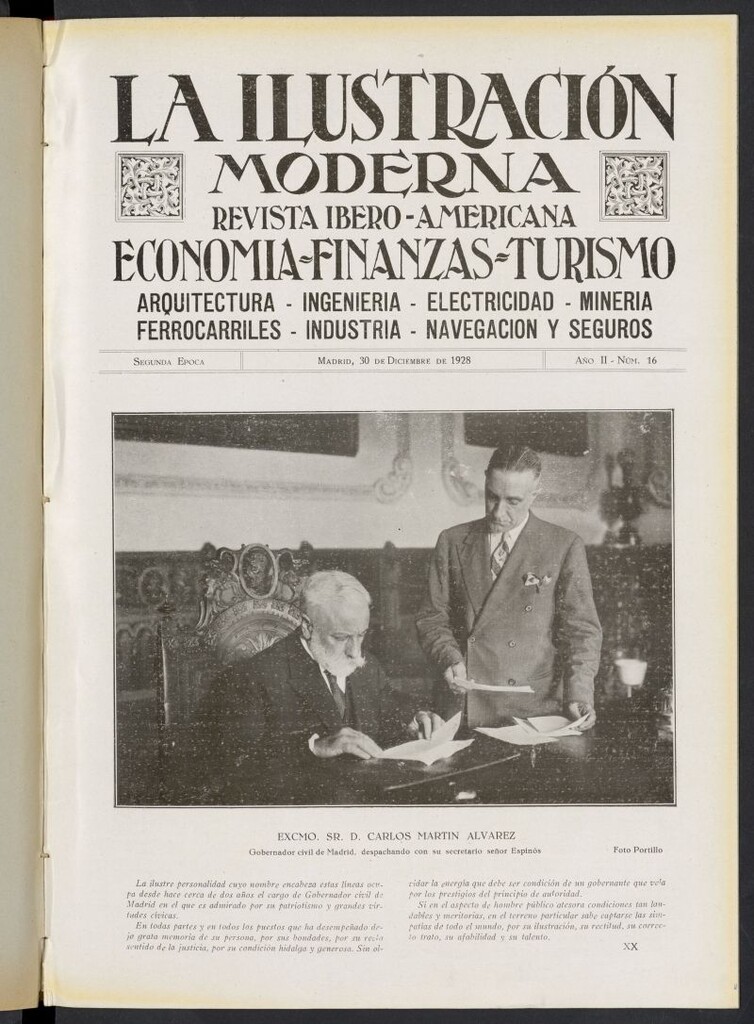 LA ILUSTRACIÓN
MODERNA
REVISTA IBERO-AMERICANA
ECONOMIA=FINANZAS=TURISMO
ARQUITECTURA - INGENIERIA - ELECTRICIDAD - MINERIA
FERROCARRILES - INDUSTRIA - NAVEGACION Y SEGUROS
SEGUNDA EPOCA
MADRID, 30 DE DICIEMBRE DE 1928
AÑO II - NÚM. 16
EXCMO. SR. D. CARLOS MARTIN ALVAREZ
Gobernador civil de Madrid, despachando con su secretario señor Espinós
Foto Portillo
La ilustre personalidad cuyo nombre encabeza estas líneas ocu-
pa desde hace cerca de dos años el cargo de Gobernador civil de
Madrid en el que es admirado por su patriotismo y grandes vir-
tudes cívicas.
En todas partes y en todos los puestos que ha desempeñado de-
ja grata memoria de su persona, por sus bondades, por su recto
sentido de la justicia, por su condición hidalga y generosa. Sin ol-
vidar la energía que debe ser condición de un gobernante que vela
por los prestigios del principio de autoridad.
Si en el aspecto de hombre público atesora condiciones tan lau-
dables y meritorias, en el terreno particular sabe captarse las sim-
patías de todo el mundo, por su ilustración, su rectitud, su correc-
to trato, su afabilidad y su talento.
XX